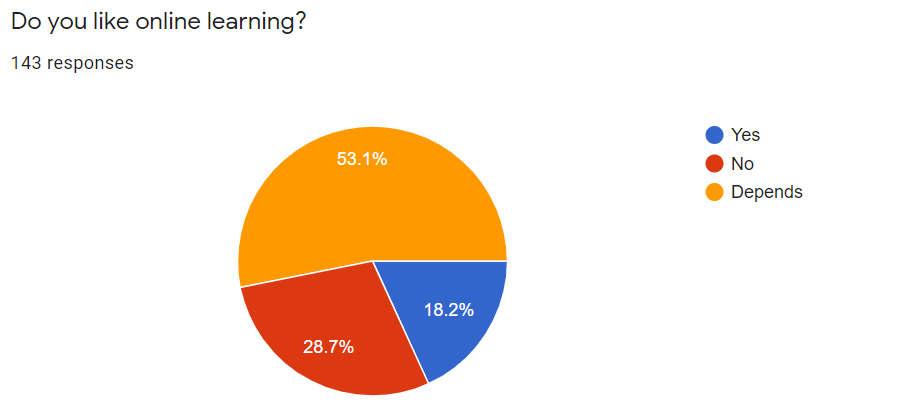 Do you like online learning?
143 responses
53.1%
18.2%
28.7%
Yes
No
Depends